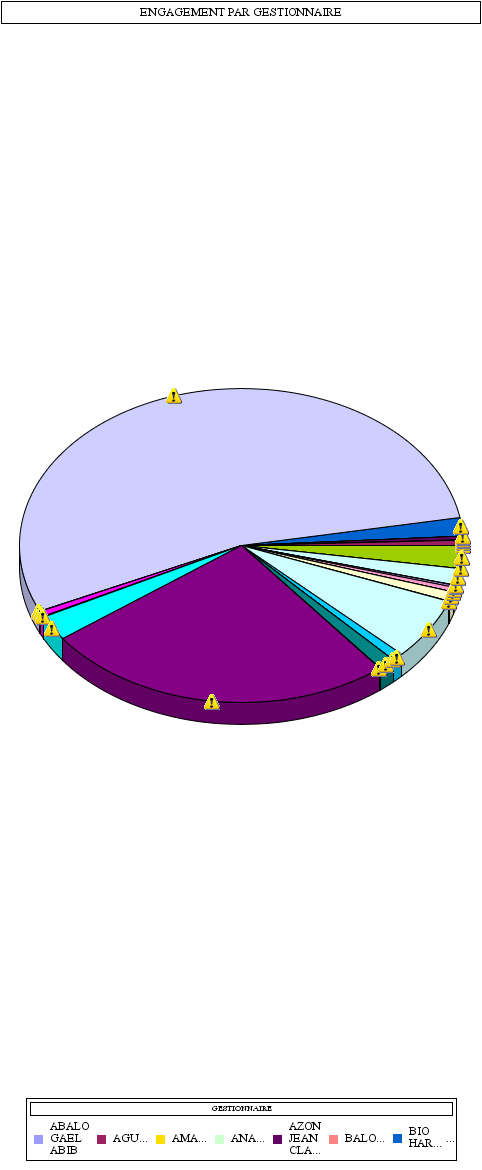 ENGAGEMENT PAR GESTIONNAIRE
GESTIONNAIRE
ABALO
GAEL
ABIB
AGU...
AMA...
ANA...
AZON
JEAN
CLA...
BALO...
BIO
HAR... ...